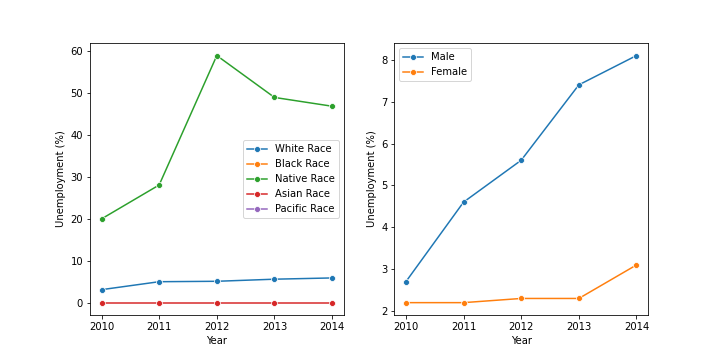 60
50
40
30
20
10
0
Unemployment (%)
2010 2011 2012 2013 2014
Year
White Race
Black Race
Native Race
Asian Race
Pacific Race
8
7
6
5
4
3
2
Unemployment (%)
2010 2011 2012 2013 2014
Year
Male
Female